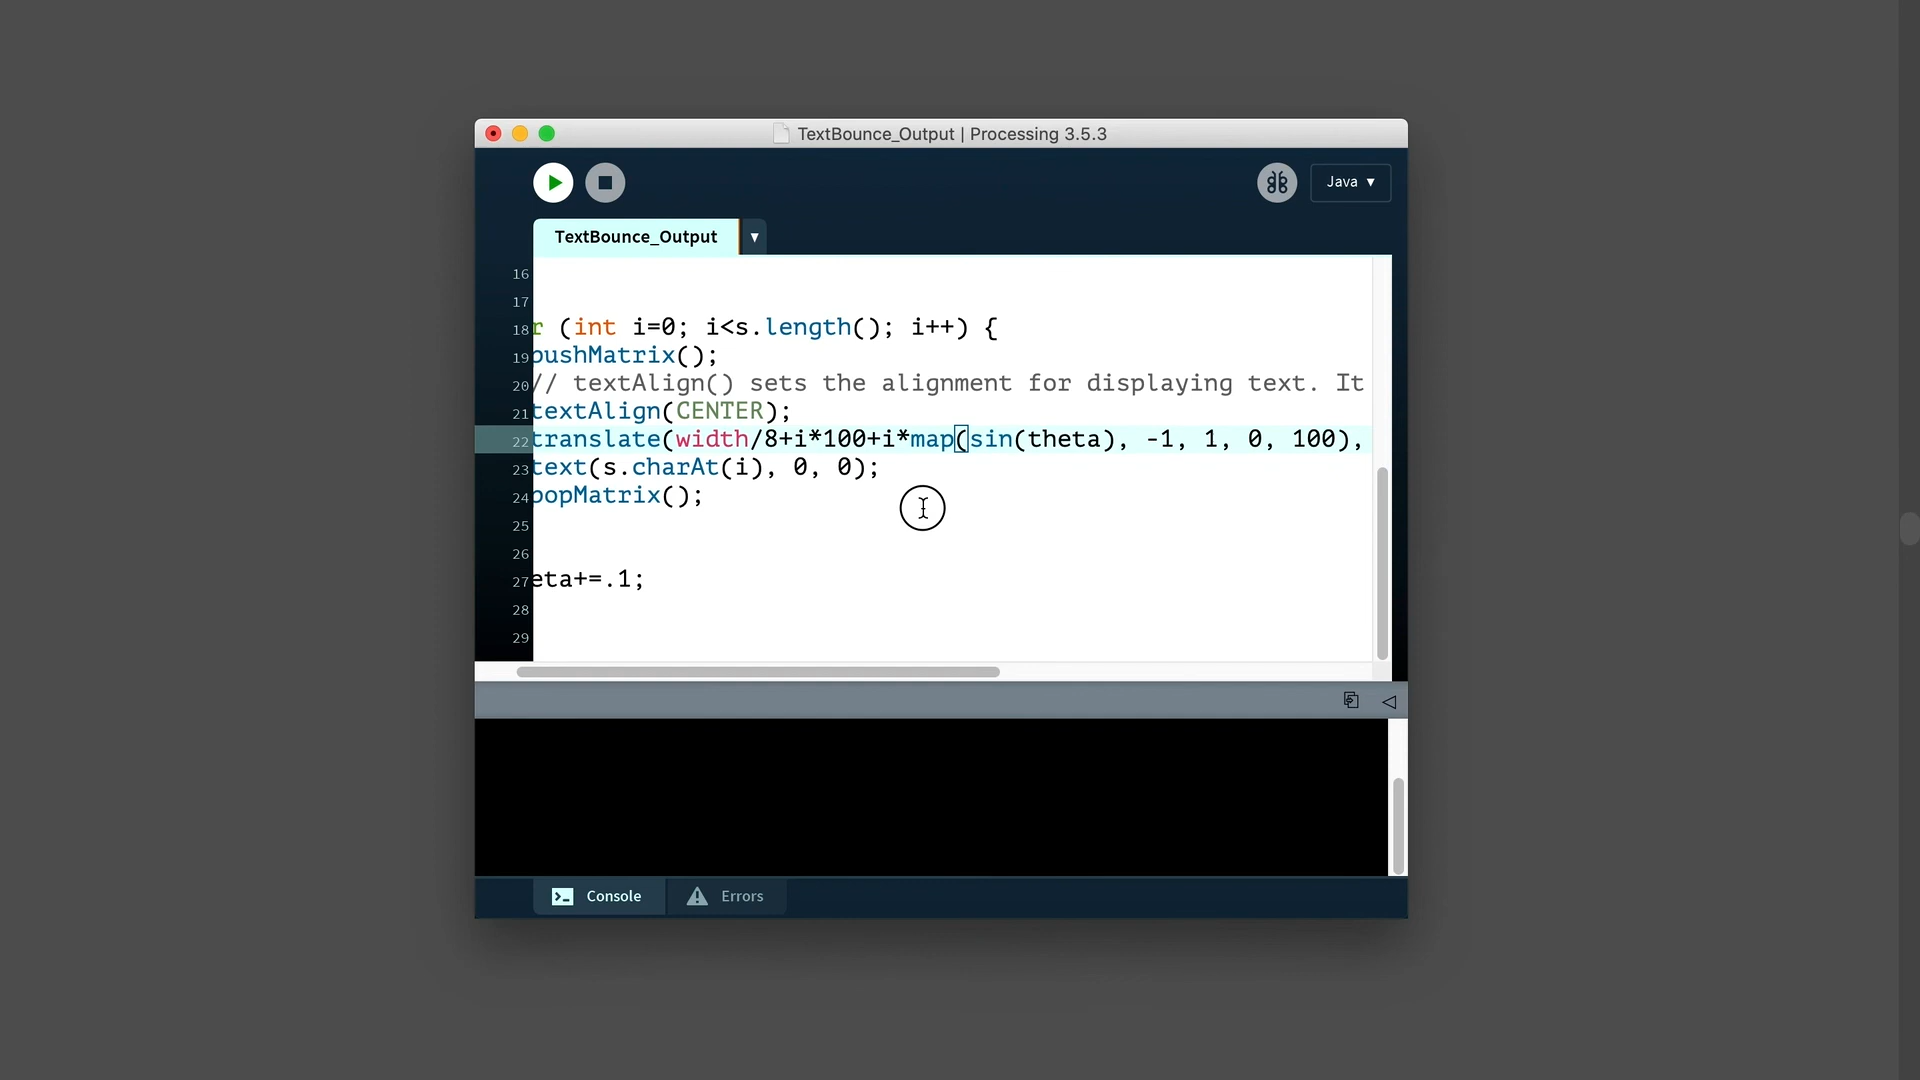 TextBounce_Output | Processing 3.5.3
Java ▼
TextBounce_Output ▼
16
17
18 r (int i=0; i<s.length(); i++) {
19 pushMatrix();
20 // textAlign() sets the alignment for displaying text. It
21 textAlign(CENTER);
22 translate(width/8+i*100+i*map(sin(theta), -1, 1, 0, 100),
23 text(s.charAt(i), 0, 0);
24 popMatrix();
25
26
27 eta+=.1;
28
29
Console
Errors